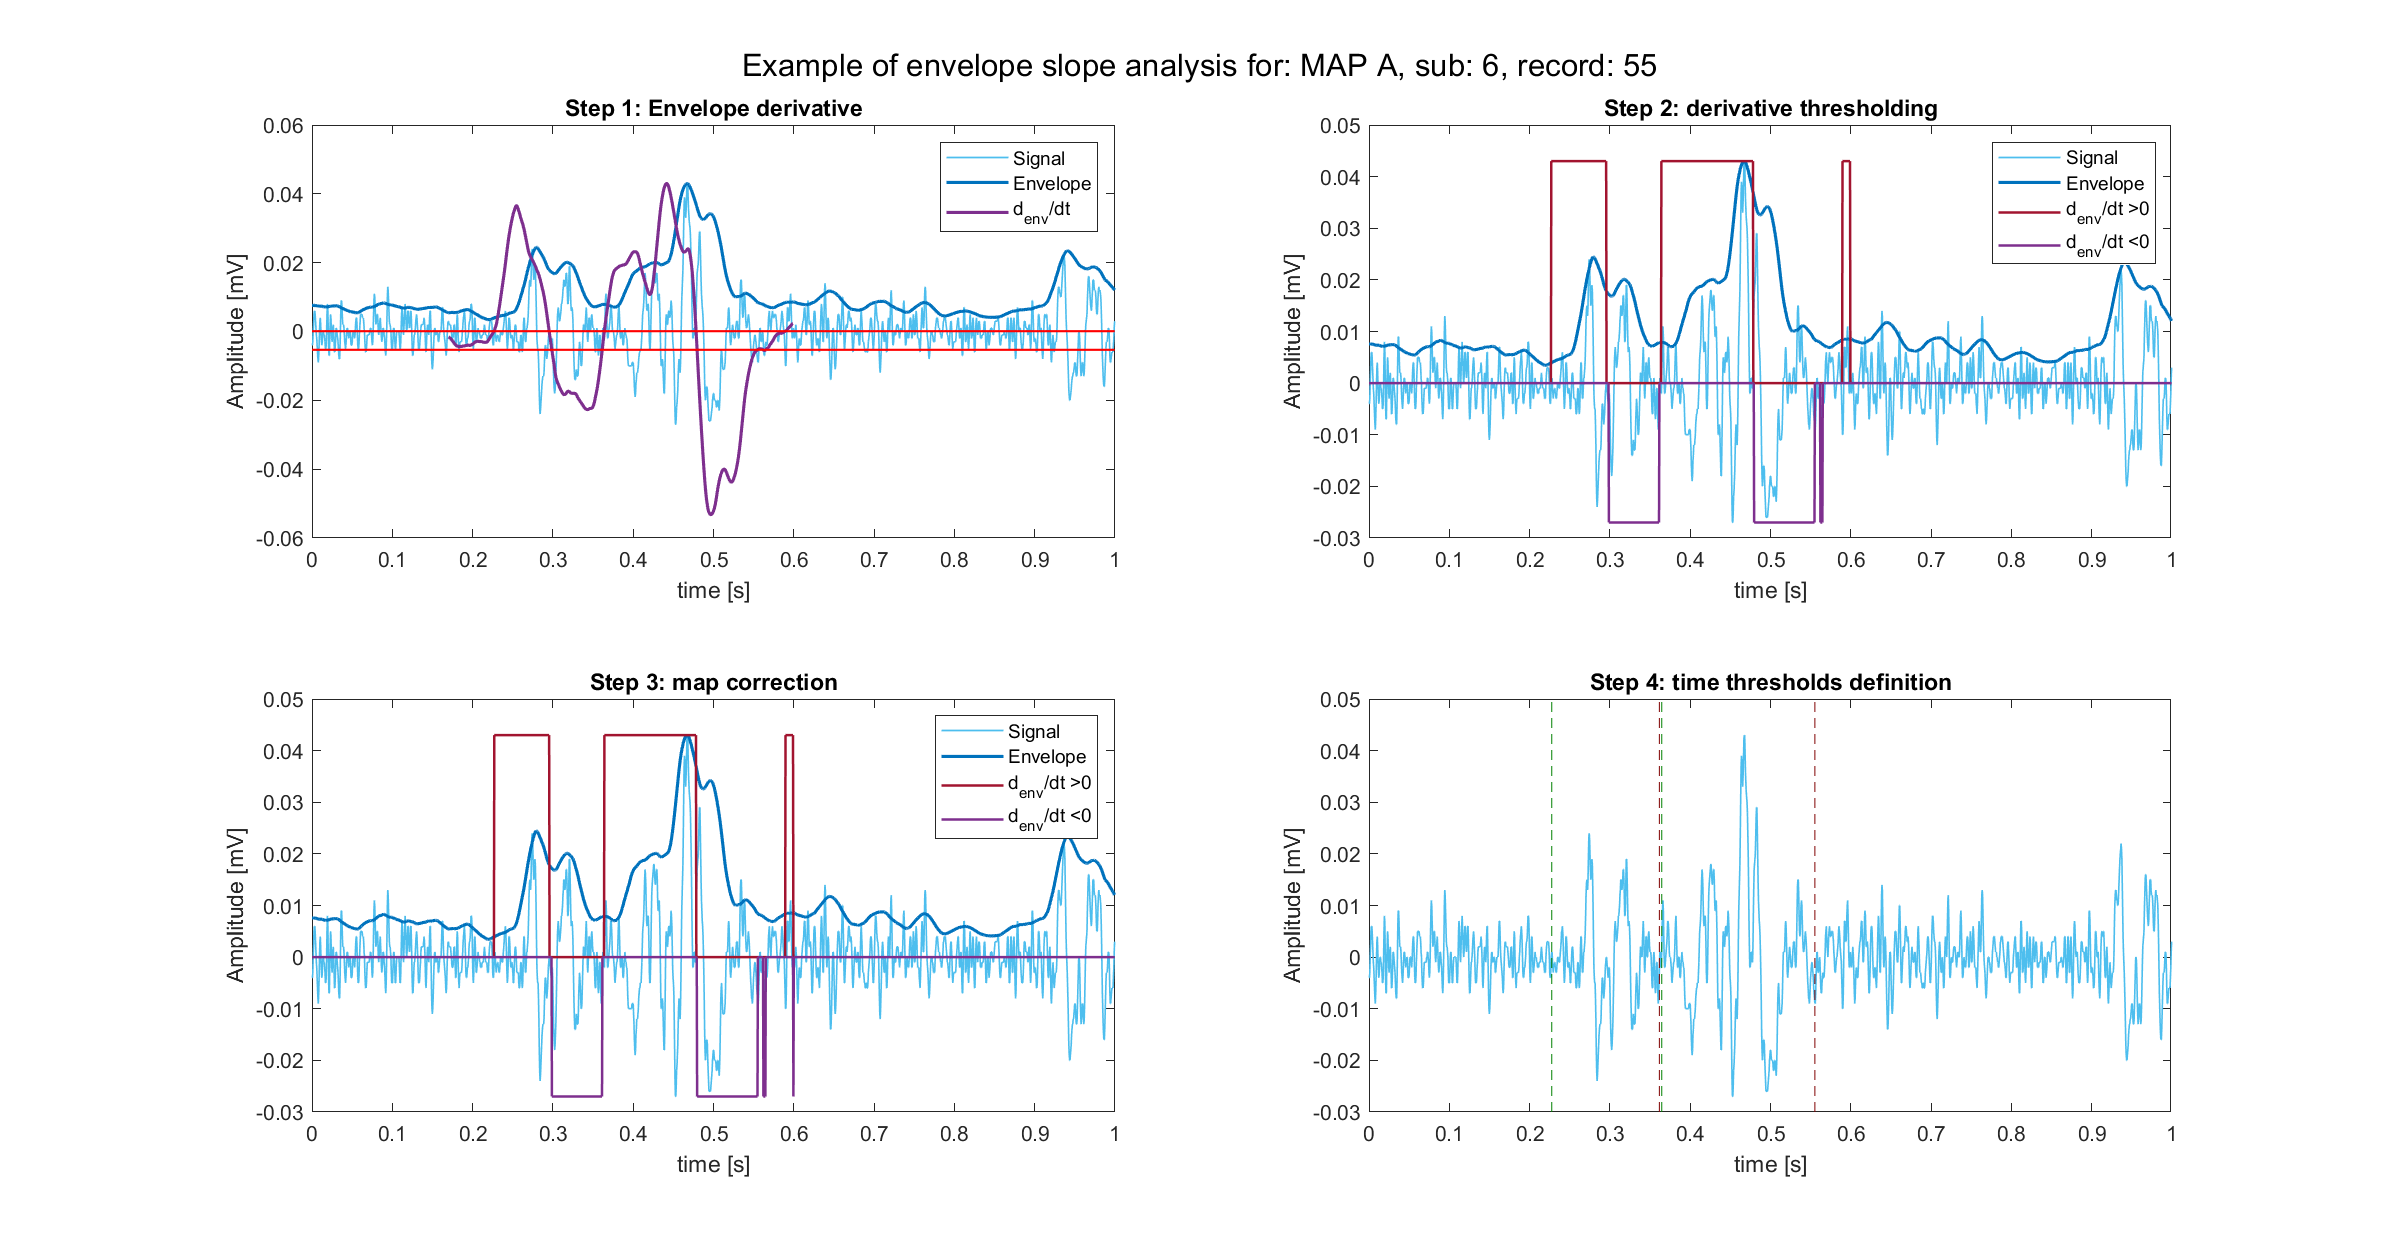 Example of envelope slope analysis for: MAP A, sub: 6, record: 55
Step 1: Envelope derivative
0.06
0.04
0.02
0
-0.02
-0.04
-0.06
Amplitude [mV]
0 0.1 0.2 0.3 0.4 0.5 0.6 0.7 0.8 0.9 1
time [s]
Signal
Envelope
d_env/dt
Step 2: derivative thresholding
0.05
0.04
0.03
0.02
0.01
0
-0.01
-0.02
-0.03
Amplitude [mV]
0 0.1 0.2 0.3 0.4 0.5 0.6 0.7 0.8 0.9 1
time [s]
Signal
Envelope
d_env/dt >0
d_env/dt <0
Step 3: map correction
0.05
0.04
0.03
0.02
0.01
0
-0.01
-0.02
-0.03
Amplitude [mV]
0 0.1 0.2 0.3 0.4 0.5 0.6 0.7 0.8 0.9 1
time [s]
Signal
Envelope
d_env/dt >0
d_env/dt <0
Step 4: time thresholds definition
0.05
0.04
0.03
0.02
0.01
0
-0.01
-0.02
-0.03
Amplitude [mV]
0 0.1 0.2 0.3 0.4 0.5 0.6 0.7 0.8 0.9 1
time [s]